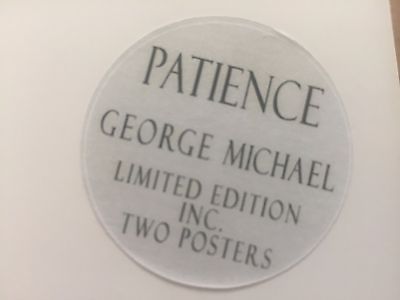 PATIENCE
GEORGE MICHAEL
LIMITED EDITION
INC.
TWO POSTERS